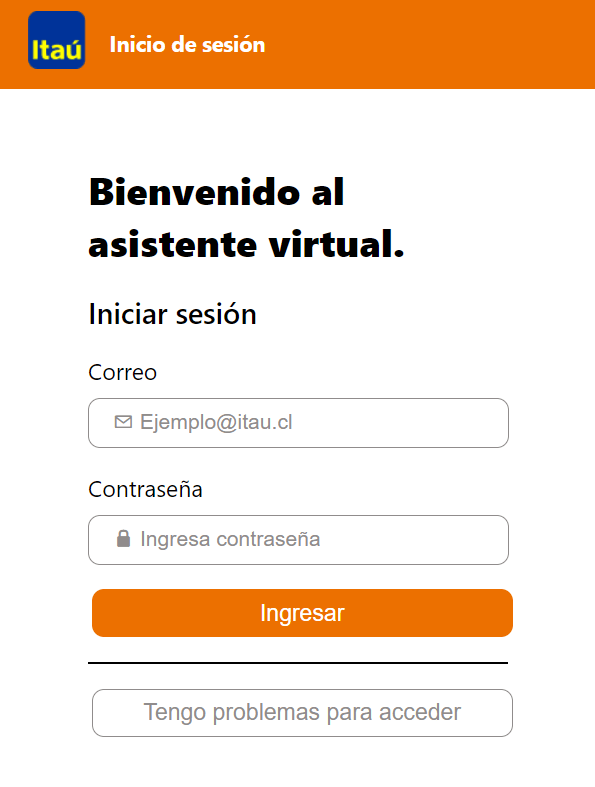 Itaú
Inicio de sesión
Bienvenido al
asistente virtual.
Iniciar sesión
Correo
Ejemplo@itau.cl
Contraseña
Ingresa contraseña
Ingresar
Tengo problemas para acceder